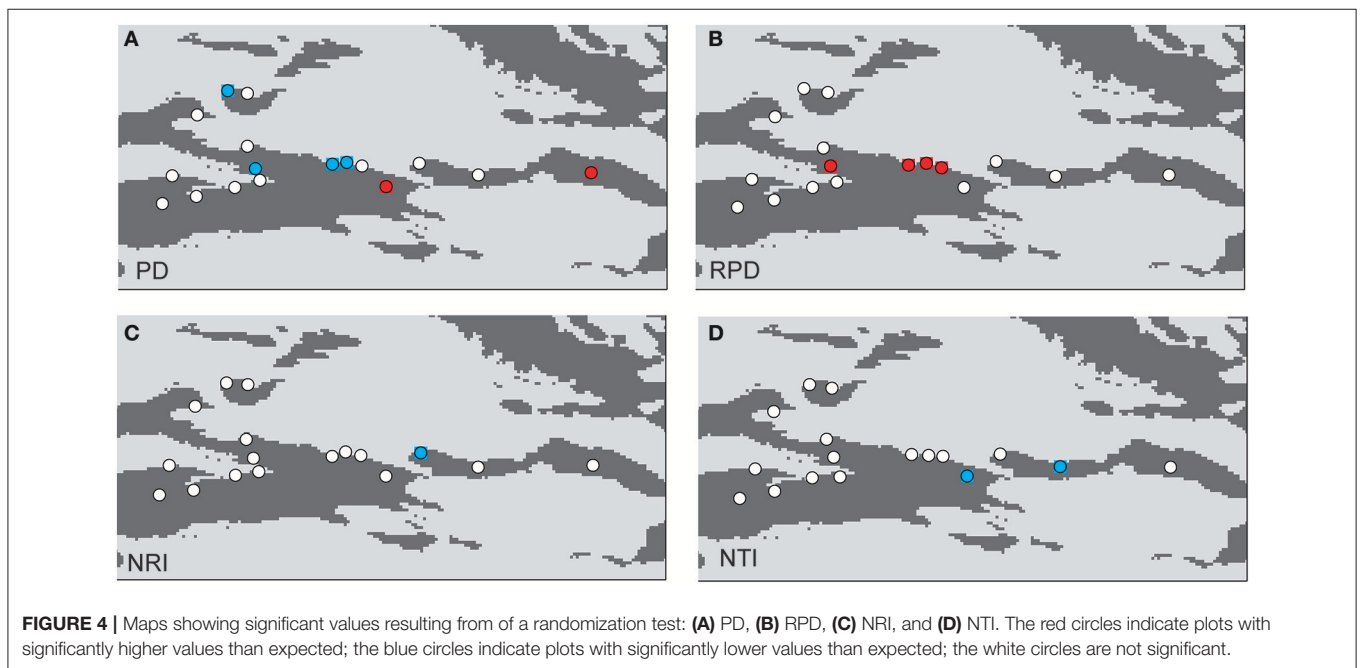 A
B
PD
RPD
C
D
NRI
NTI
FIGURE 4 | Maps showing significant values resulting from of a randomization test: (A) PD, (B) RPD, (C) NRI, and (D) NTI. The red circles indicate plots with
significantly higher values than expected; the blue circles indicate plots with significantly lower values than expected; the white circles are not significant.